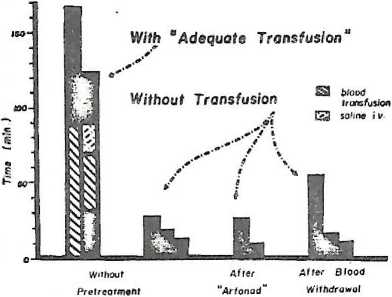 With "Adequate Transfusion"
Without Transfusion
blood
transfusion
saline i.v.
Time (min)
150
100
50
0
Without
Pretreatment
After
"Arfonad"
After Blood
Withdrawal